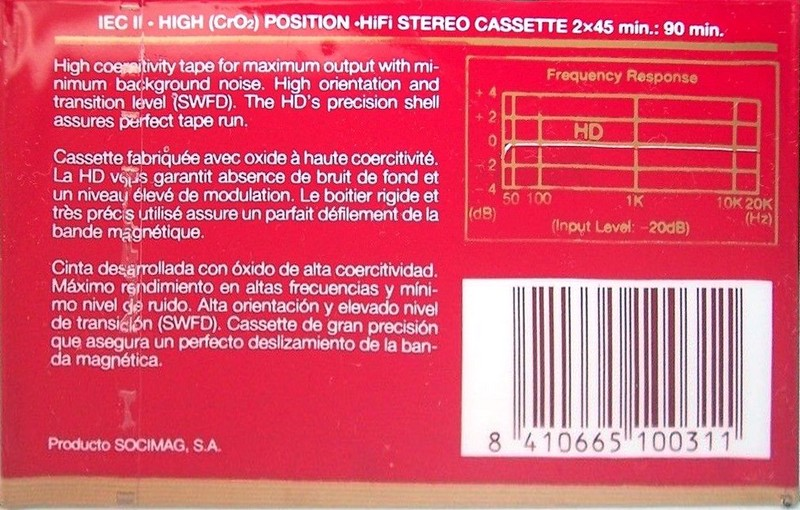 IEC II • HIGH (CrO₂) POSITION •HiFi STEREO CASSETTE 2×45 min.: 90 min.
High coersitivity tape for maximum output with mi-
nimum background noise. High orientation and
transition level (SWFD). The HD's precision shell
assures perfect tape run.
Cassette fabriquée avec oxide à haute coercitivité.
La HD vous garantit absence de bruit de fond et
un niveau élevé de modulation. Le boitier rigide et
très précis utilisé assure un parfait défilement de la
bande magnétique.
Cinta desarrollada con óxido de alta coercitividad.
Máximo rendimiento en altas frecuencias y míni-
mo nivel de ruido. Alta orientación y elevado nivel
de transición (SWFD). Cassette de gran precisión
que asegura un perfecto deslizamiento de la ban-
da magnética.
Producto SOCIMAG, S.A.
Frequency Response
+ 4
+ 2
0
- 2
- 4
(dB)
HD
50 100 1K 10K 20K
(Hz)
(Input Level: -20dB)
8 410665 100311